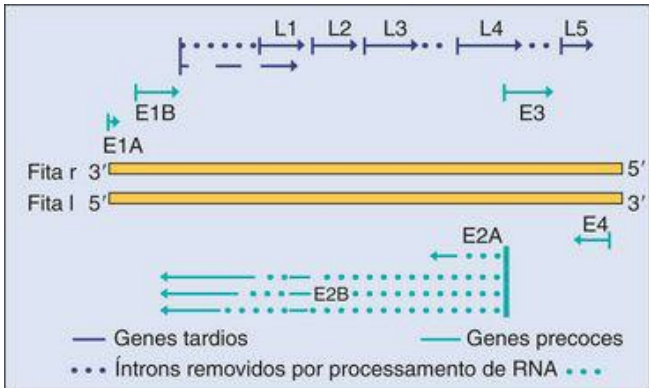 L1 L2 L3 L4 L5
E1B E3
E1A
Fita r 3′ 5′
Fita l 5′ 3′
E4
E2A
E2B
Genes tardios Genes precoces
Íntrons removidos por processamento de RNA